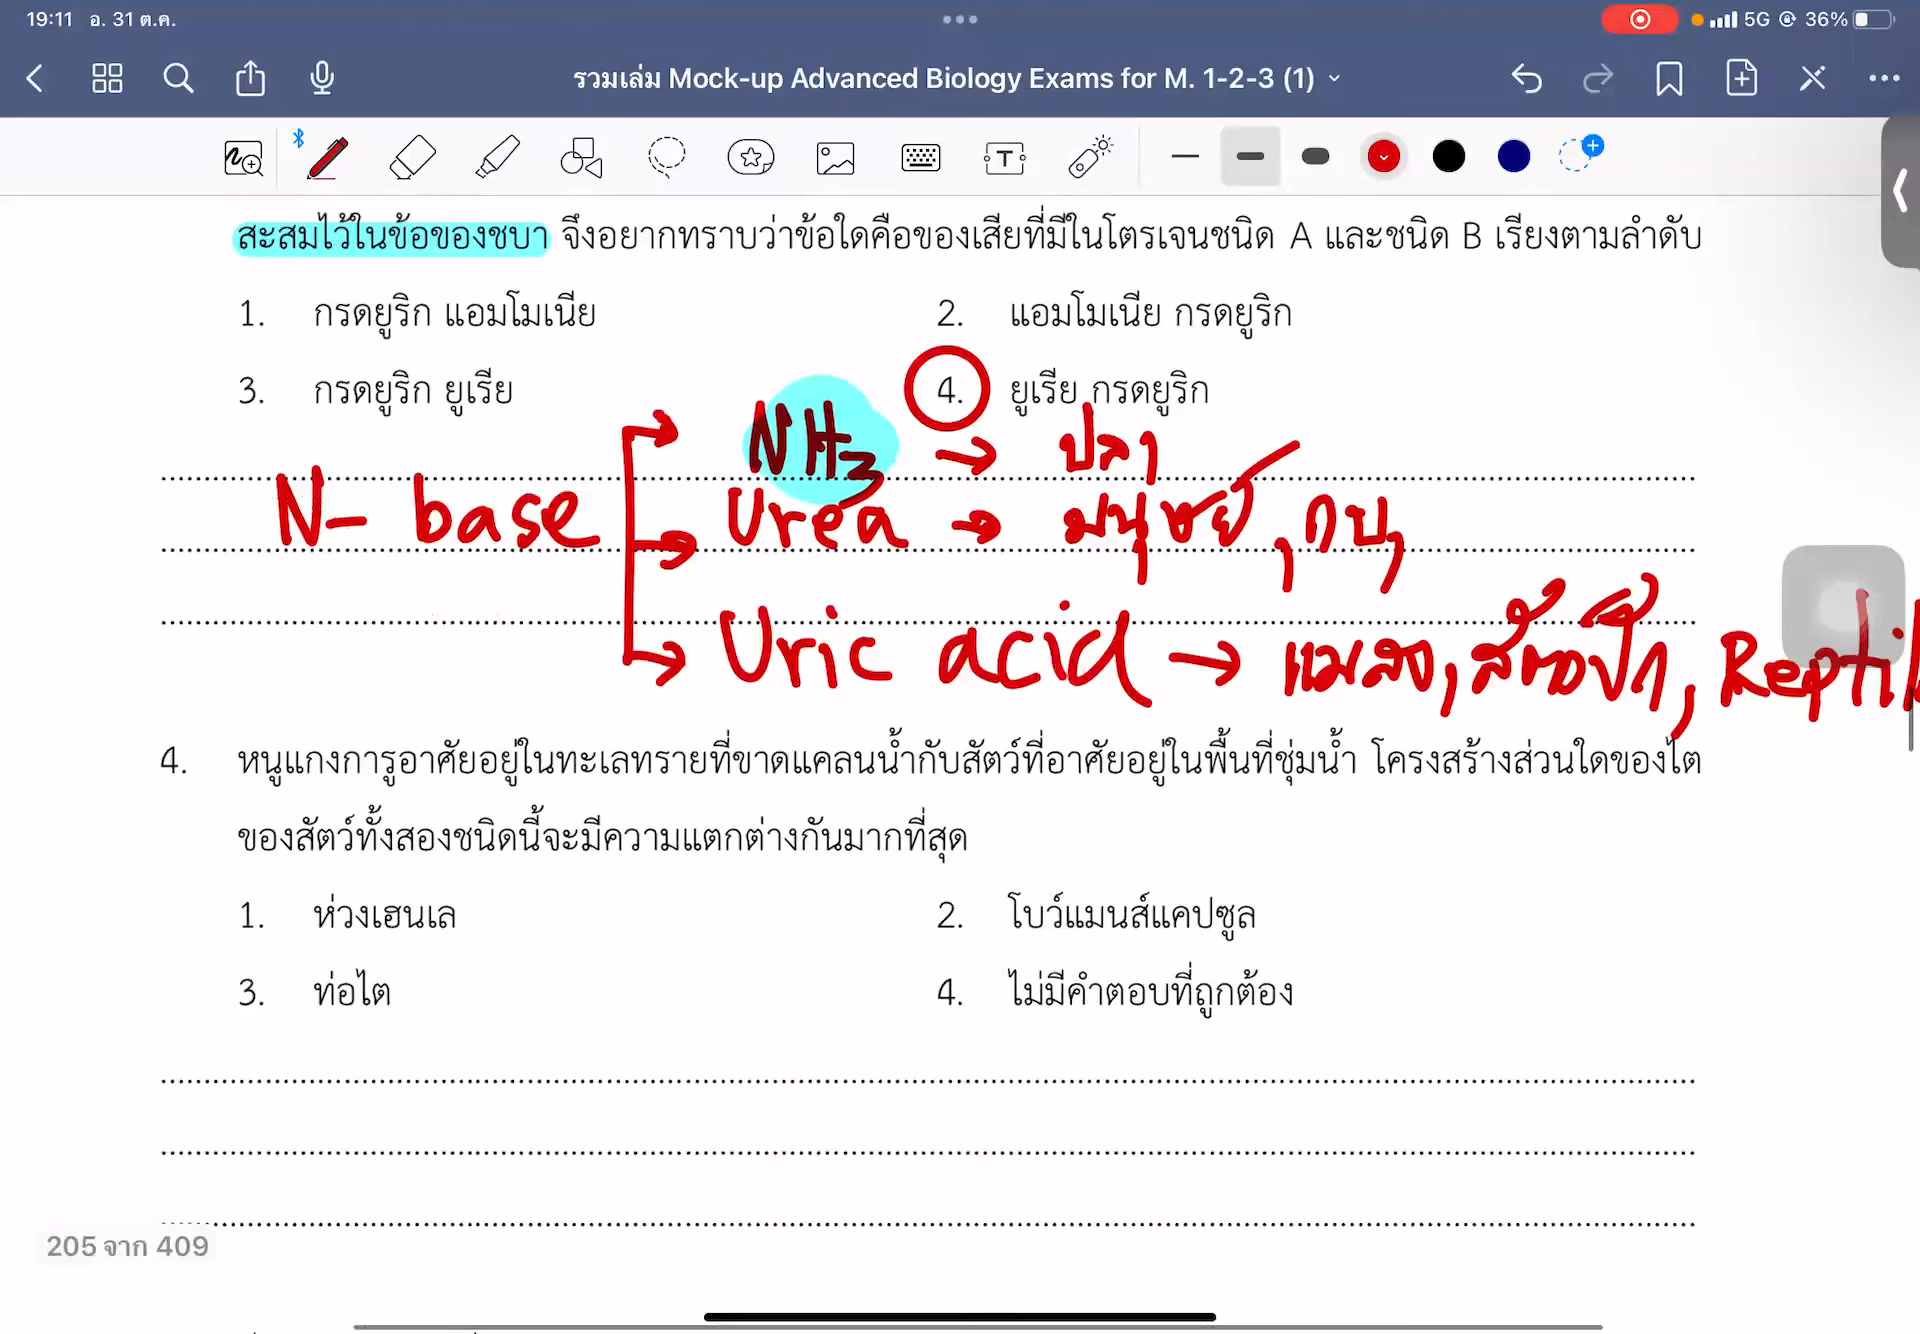 19:11 อ. 31 ต.ค.
5G 36%
รวมเล่ม Mock-up Advanced Biology Exams for M. 1-2-3 (1)
สะสมไว้ในข้อของชบา จึงอยากทราบว่าข้อใดคือของเสียที่มีไนโตรเจนชนิด A และชนิด B เรียงตามลำดับ
1. กรดยูริก แอมโมเนีย
2. แอมโมเนีย กรดยูริก
3. กรดยูริก ยูเรีย
4. ยูเรีย กรดยูริก
NH3 → ปลา
N- base Urea → มนุษย์, กบ,
Uric acid → แมลง, สัตว์ปีก, Reptil
4. หนูแกงการูอาศัยอยู่ในทะเลทรายที่ขาดแคลนน้ำกับสัตว์ที่อาศัยอยู่ในพื้นที่ชุ่มน้ำ โครงสร้างส่วนใดของไต
ของสัตว์ทั้งสองชนิดนี้จะมีความแตกต่างกันมากที่สุด
1. ห่วงเฮนเล
2. โบว์แมนส์แคปซูล
3. ท่อไต
4. ไม่มีคำตอบที่ถูกต้อง
205 จาก 409